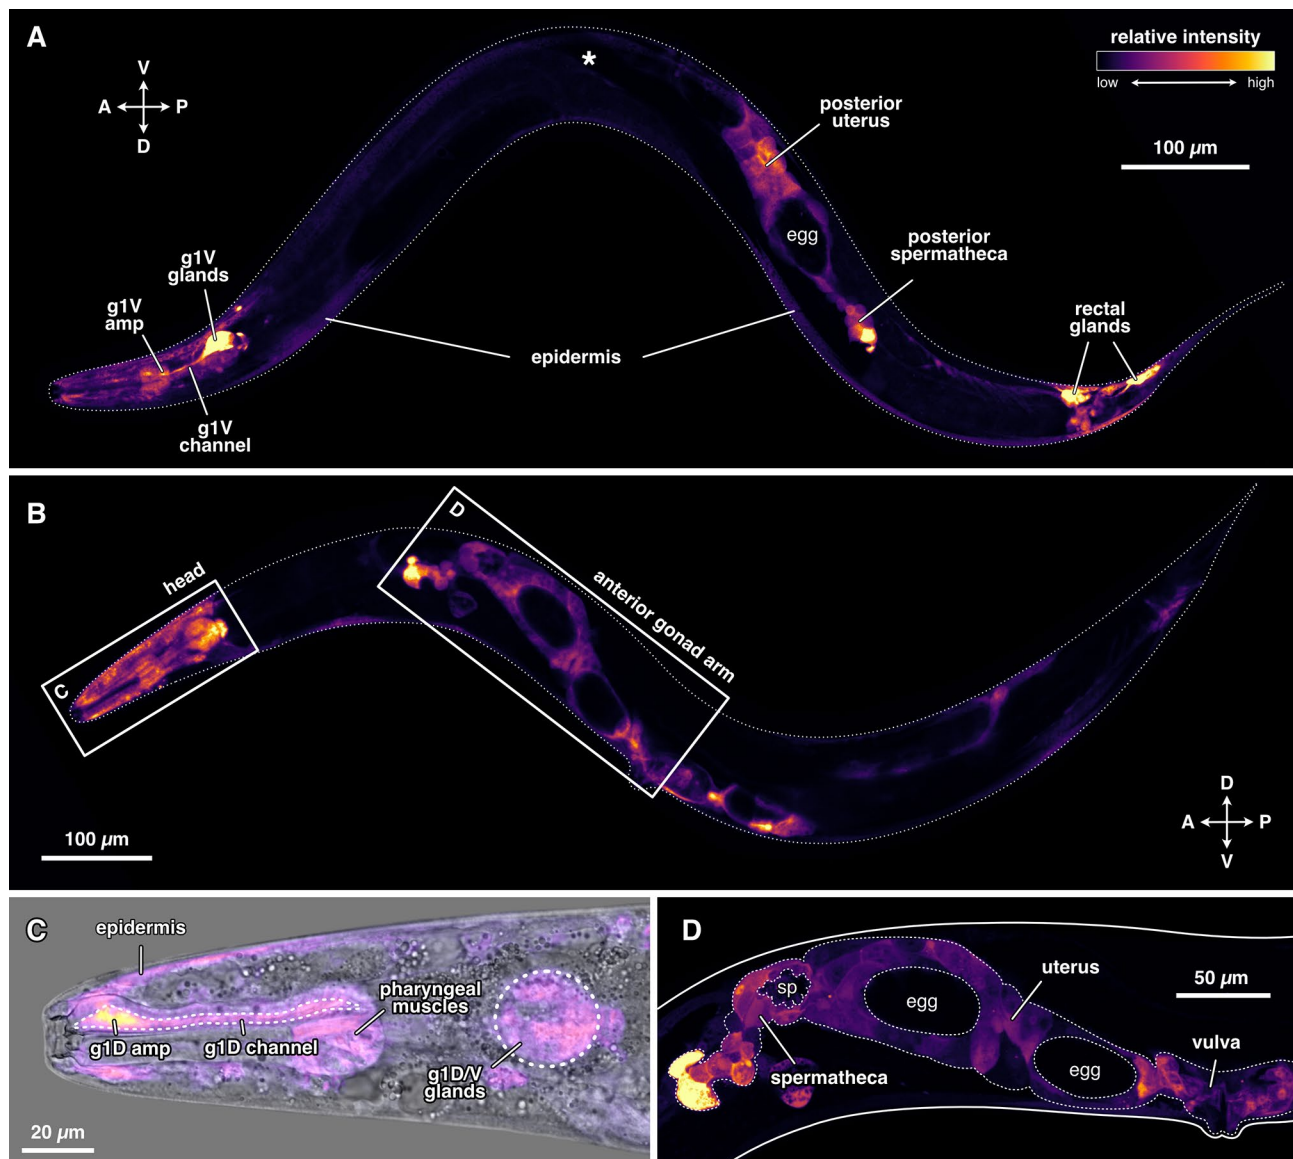 A
V
A P
D
*
relative intensity
low high
100 µm
posterior
uterus
egg
posterior
spermatheca
g1V
glands
g1V
amp
g1V
channel
epidermis
rectal
glands
B
head
C
D
anterior gonad arm
100 µm
D
A P
V
C
epidermis
pharyngeal
muscles
g1D amp
g1D channel
g1D/V
glands
20 µm
D
sp
egg
uterus
50 µm
spermatheca
egg
vulva